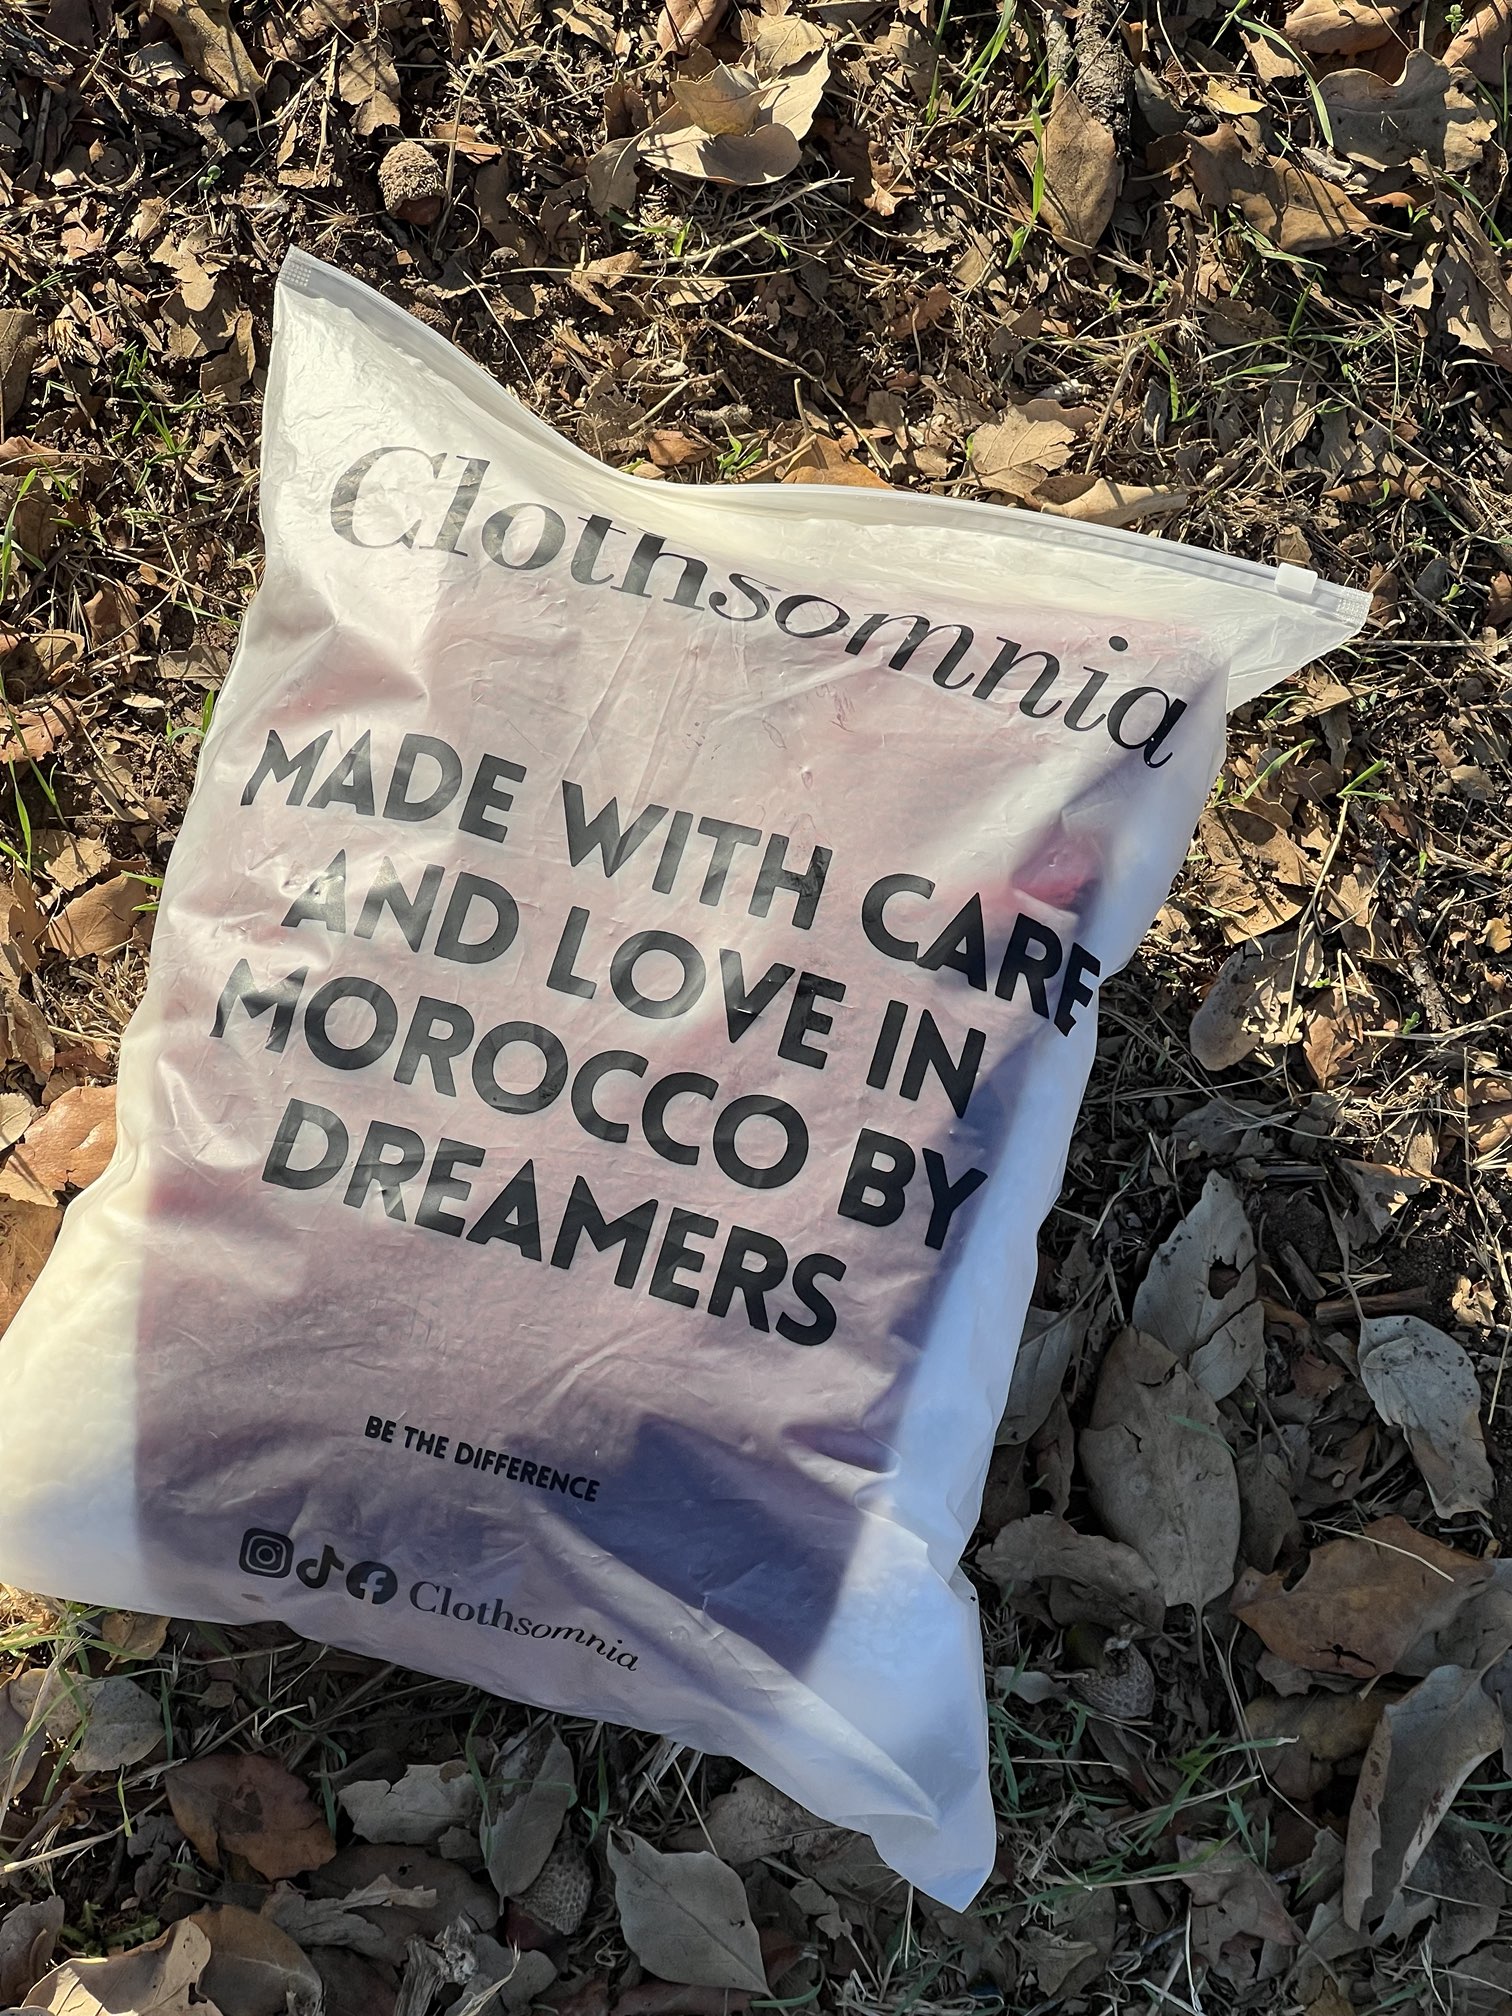 Clothsomnia
MADE WITH CARE
AND LOVE IN
MOROCCO BY
DREAMERS
BE THE DIFFERENCE
Clothsomnia